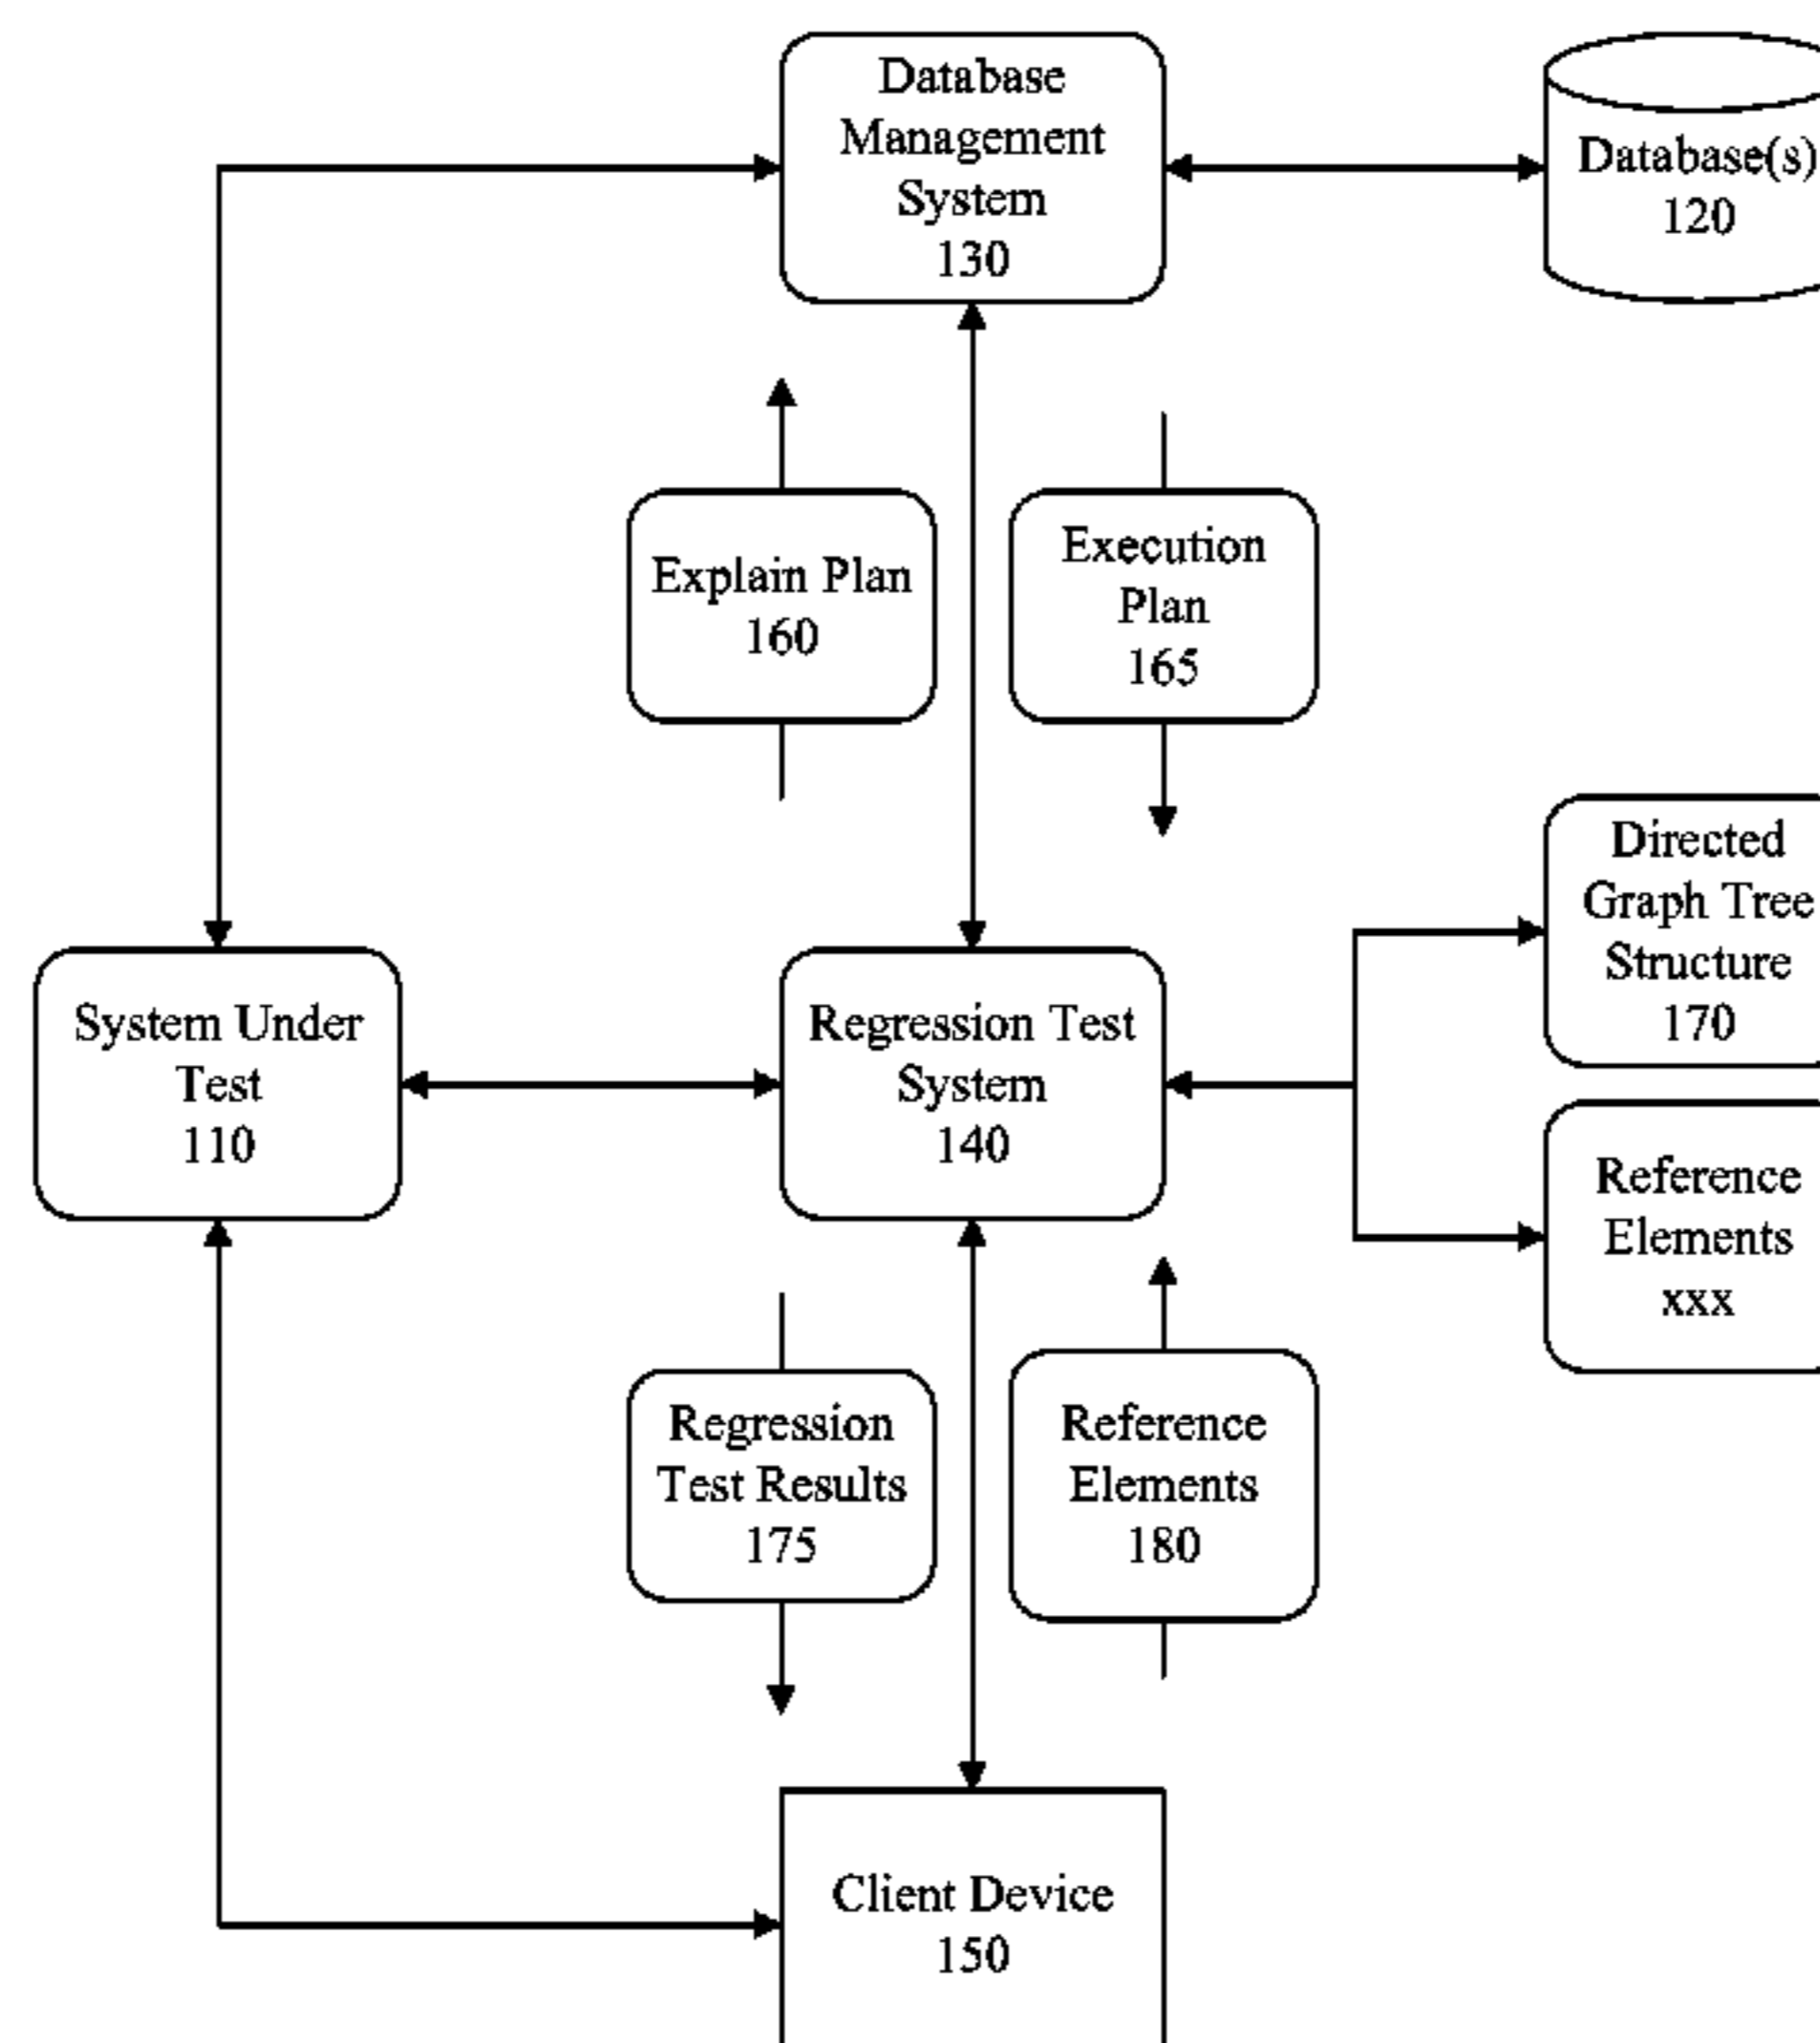 Database
Management
System
130
Database(s)
120
Explain Plan
160
Execution
Plan
165
Directed
Graph Tree
Structure
170
System Under
Test
110
Regression Test
System
140
Reference
Elements
xxx
Regression
Test Results
175
Reference
Elements
180
Client Device
150